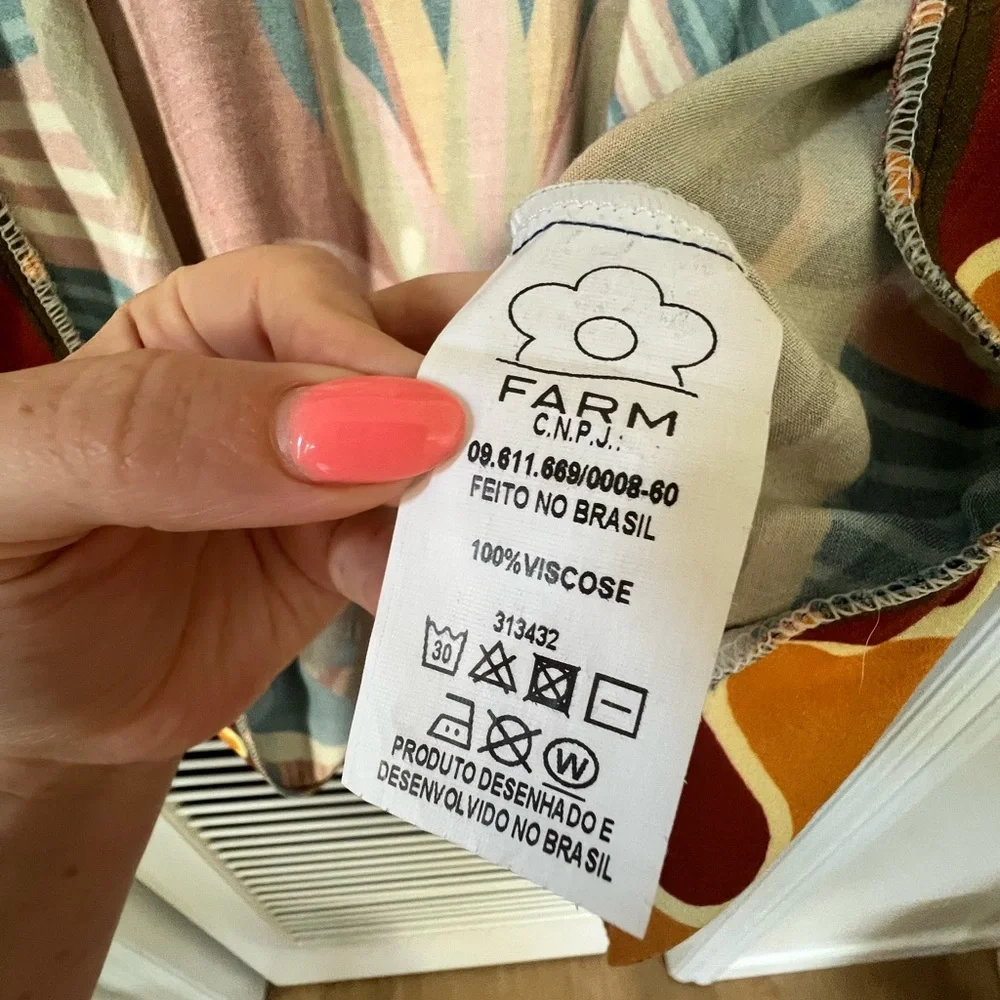 FARM
C.N.P.J.:
09.611.669/0008-60
FEITO NO BRASIL
100%VISCOSE
313432
30
W
PRODUTO DESENHADO E
DESENVOLVIDO NO BRASIL